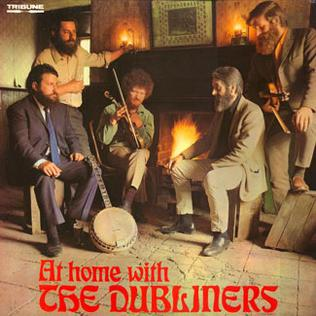 TRIBUNE
At home with
THE DUBLINERS